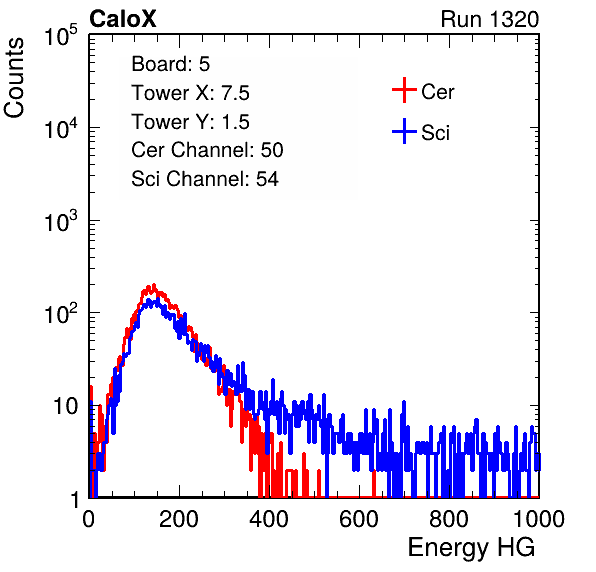 CaloX Run 1320
Counts
10^5
10^4
10^3
10^2
10
1
Board: 5
Tower X: 7.5
Tower Y: 1.5
Cer Channel: 50
Sci Channel: 54
Cer
Sci
0 200 400 600 800 1000
Energy HG